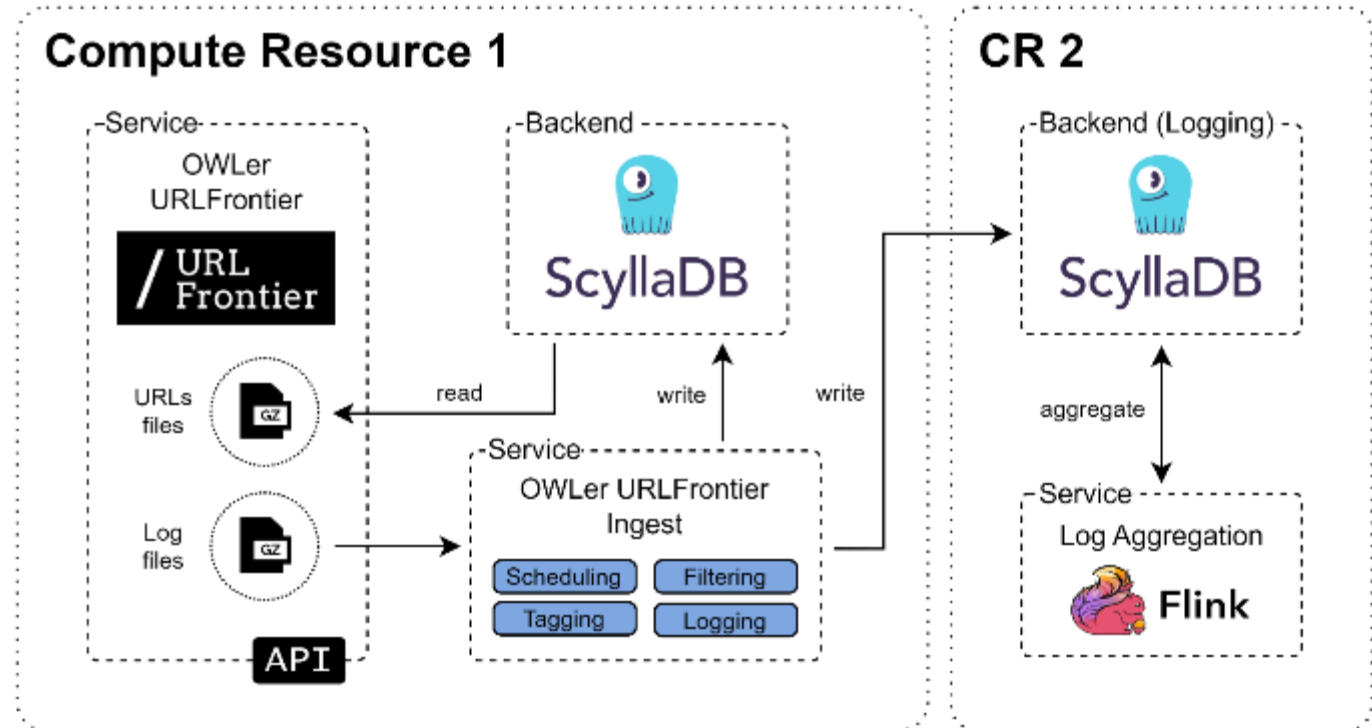 Compute Resource 1
Service
OWLer
URLFrontier
/ URL
Frontier
URLs
files
GZ
Log
files
GZ
API
Backend
ScyllaDB
read
write
write
Service
OWLer URLFrontier
Ingest
Scheduling
Filtering
Tagging
Logging
CR 2
Backend (Logging)
ScyllaDB
aggregate
Service
Log Aggregation
Flink